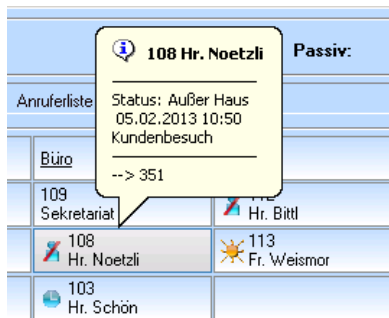 108 Hr. Noetzli
Passiv:
Status: Außer Haus
05.02.2013 10:50
Kundenbesuch
--> 351
Anruferliste
Büro
109
Sekretariat
Hr. Bittl
108
Hr. Noetzli
113
Fr. Weismor
103
Hr. Schön